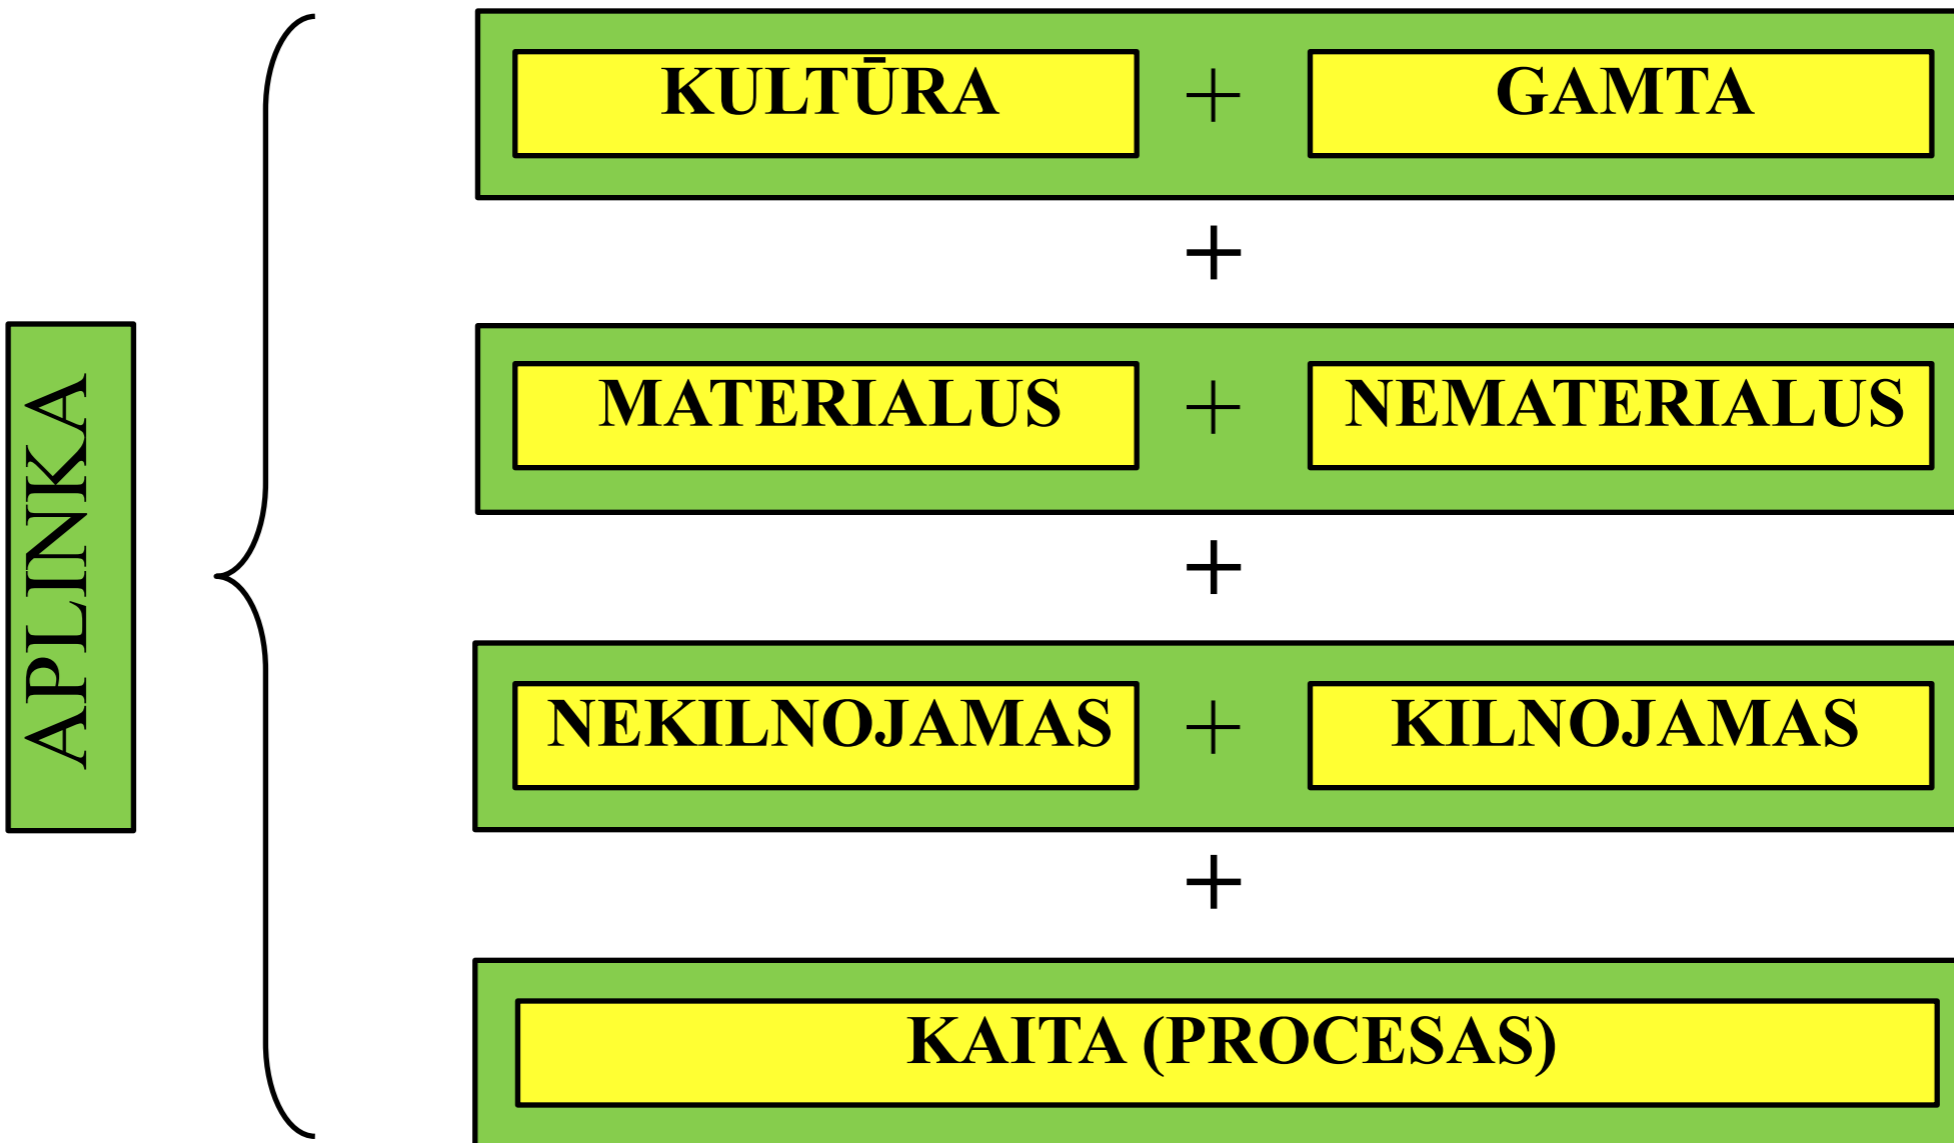 APLINKA
KULTŪRA + GAMTA
+
MATERIALUS + NEMATERIALUS
+
NEKILNOJAMAS + KILNOJAMAS
+
KAITA (PROCESAS)